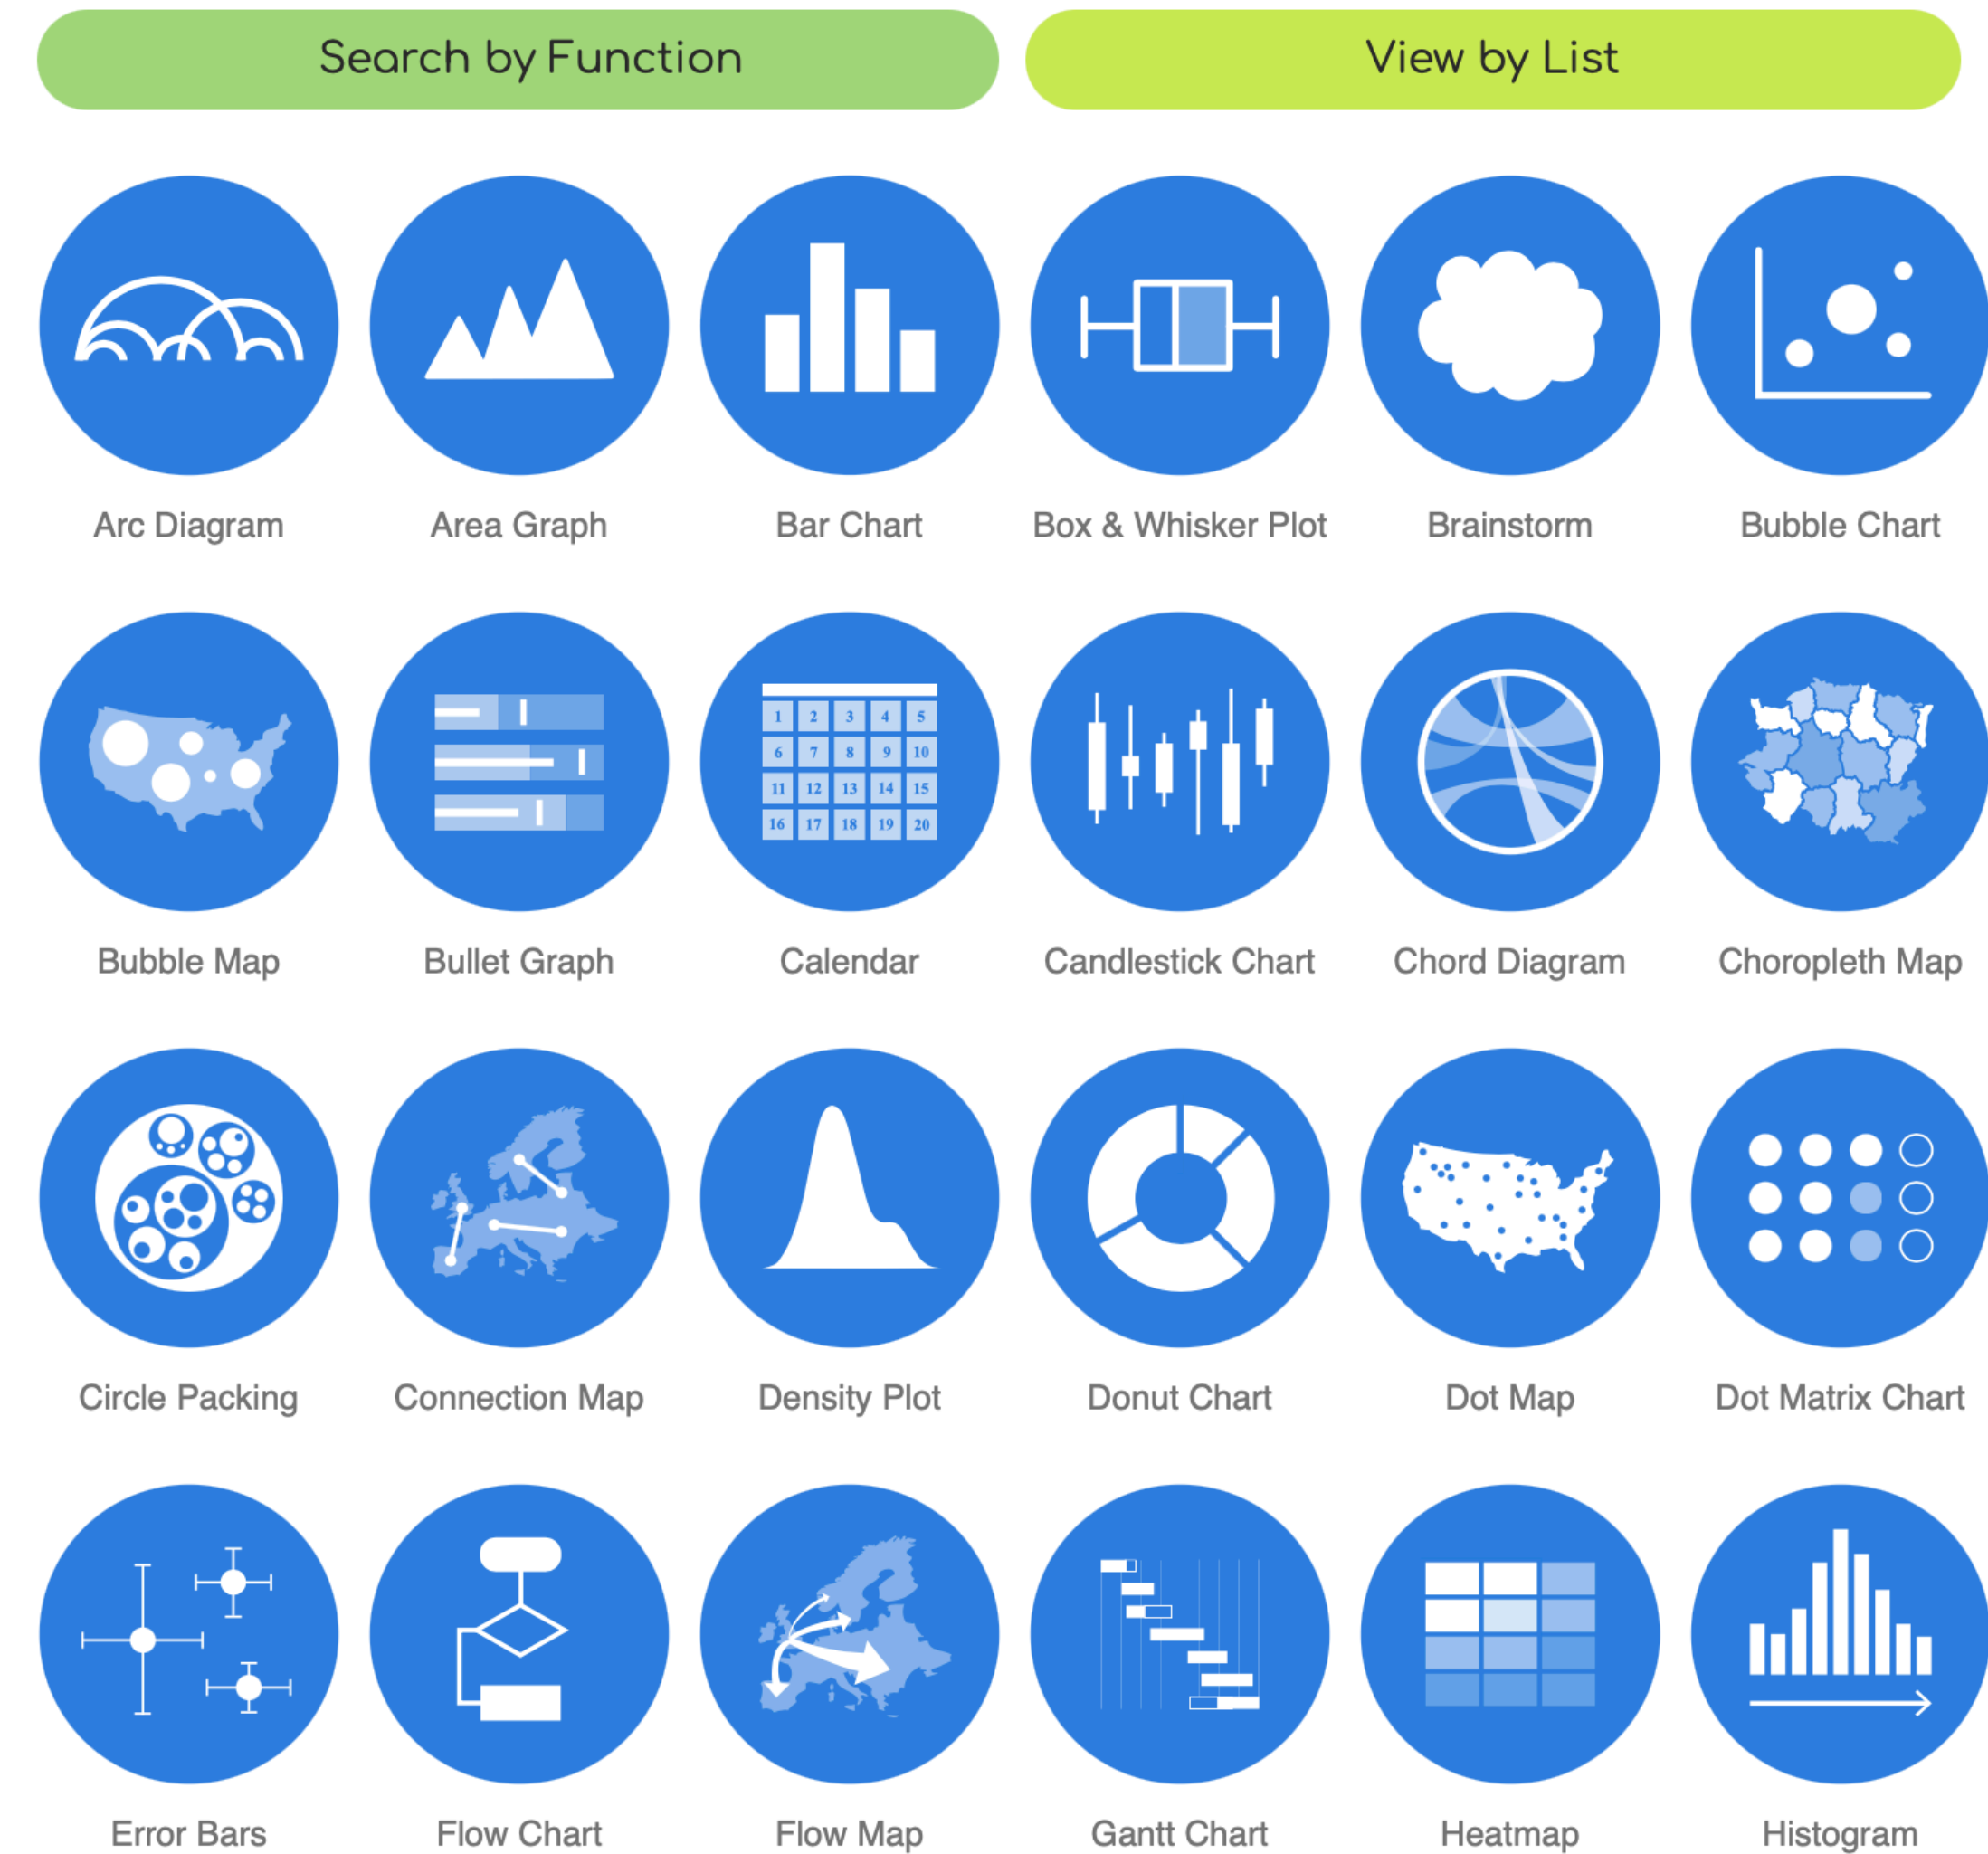 Search by Function
View by List
Arc Diagram
Area Graph
Bar Chart
Box & Whisker Plot
Brainstorm
Bubble Chart
1 2 3 4 5
6 7 8 9 10
11 12 13 14 15
16 17 18 19 20
Bubble Map
Bullet Graph
Calendar
Candlestick Chart
Chord Diagram
Choropleth Map
Circle Packing
Connection Map
Density Plot
Donut Chart
Dot Map
Dot Matrix Chart
Error Bars
Flow Chart
Flow Map
Gantt Chart
Heatmap
Histogram